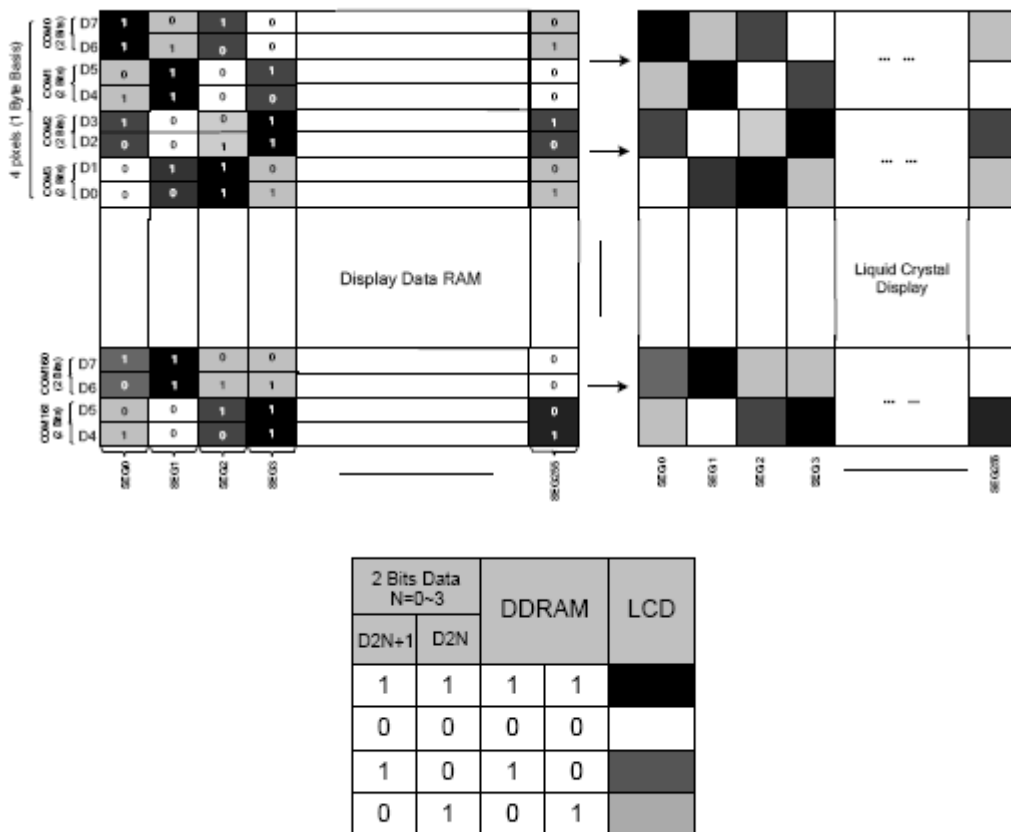 4 pixels (1 Byte Basis)
COM0 (2 Bits)
D7 1 0 1 0 0
D6 1 1 0 0 1
COM1 (2 Bits)
D5 0 1 0 1 0
D4 1 1 0 0 0
COM2 (2 Bits)
D3 1 0 0 1 1
D2 0 0 1 1 0
COM3 (2 Bits)
D1 0 1 1 0 0
D0 0 0 1 1 1
... ...
... ...
Display Data RAM
Liquid Crystal
Display
COM160 (2 Bits)
D7 1 1 0 0 0
D6 0 1 1 1 0
COM161 (2 Bits)
D5 0 0 1 1 0
D4 1 0 0 1 1
... ...
SEG0 SEG1 SEG2 SEG3 SEG255
SEG0 SEG1 SEG2 SEG3 SEG255
2 Bits Data
N=0~3
DDRAM LCD
D2N+1 D2N
1 1 1 1
0 0 0 0
1 0 1 0
0 1 0 1